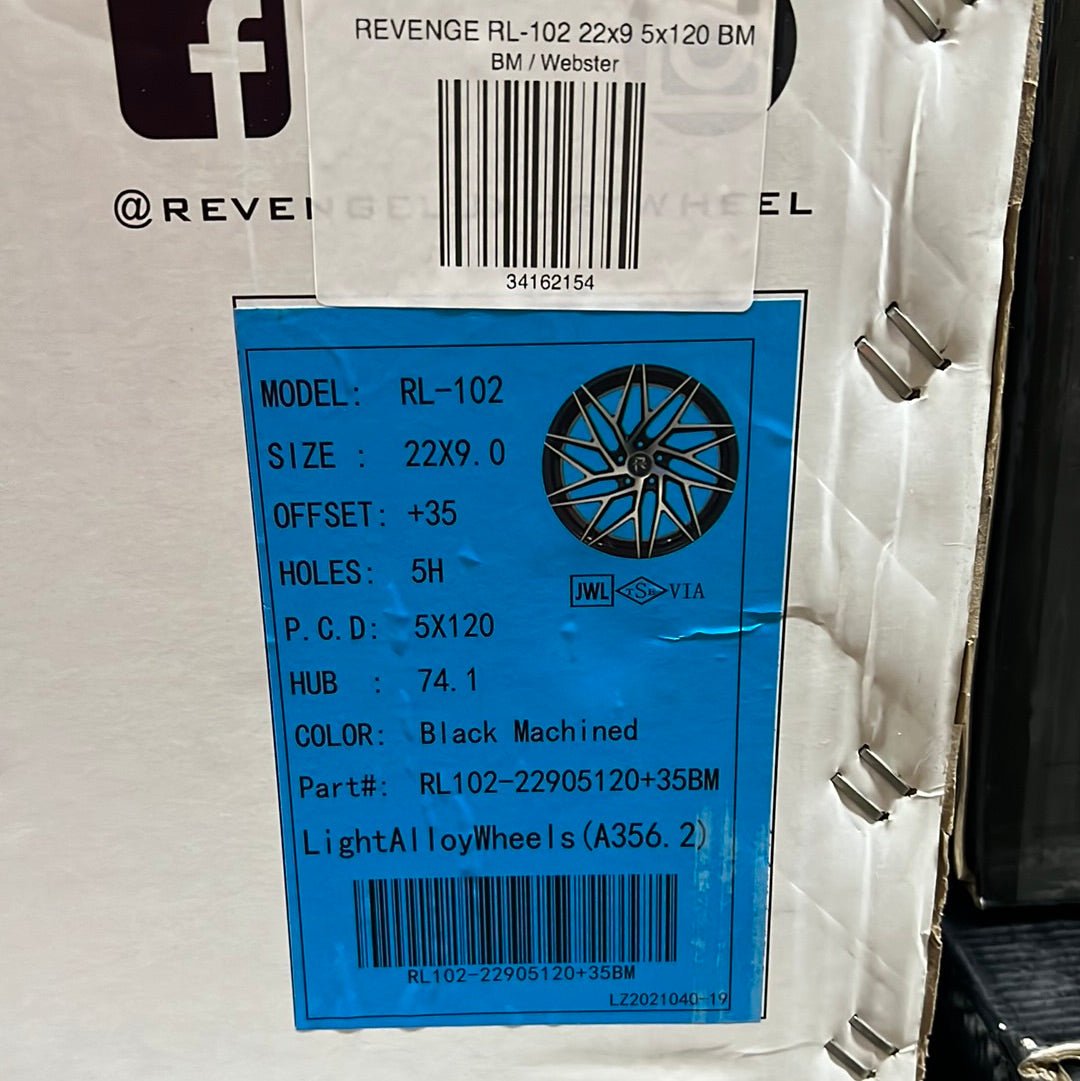 REVENGE RL-102 22x9 5x120 BM
BM / Webster
34162154
@REVENGELUXURYWHEEL
MODEL: RL-102
SIZE : 22X9.0
OFFSET: +35
HOLES: 5H
P.C.D: 5X120
HUB : 74.1
COLOR: Black Machined
Part#: RL102-22905120+35BM
LightAlloyWheels(A356.2)
R
JWL TSR VIA
RL102-22905120+35BM
LZ2021040-19